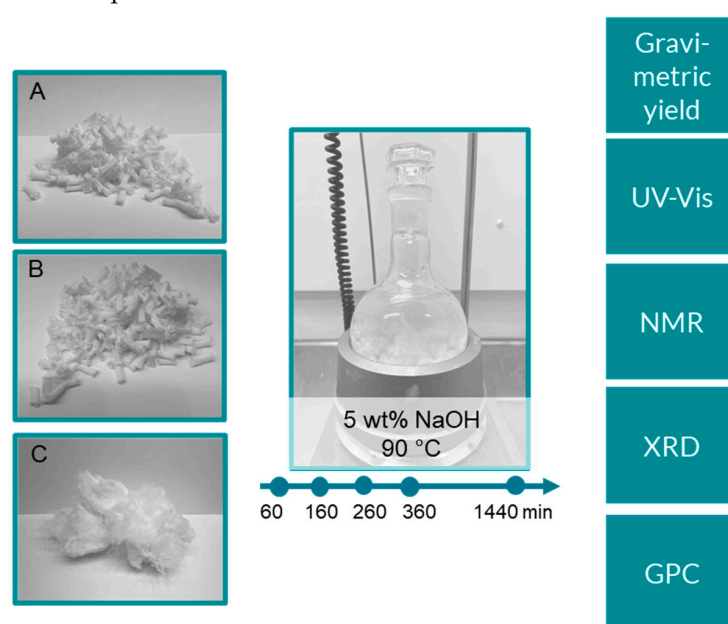 A
B
C
5 wt% NaOH
90 °C
60 160 260 360 1440 min
Gravi-
metric
yield
UV-Vis
NMR
XRD
GPC